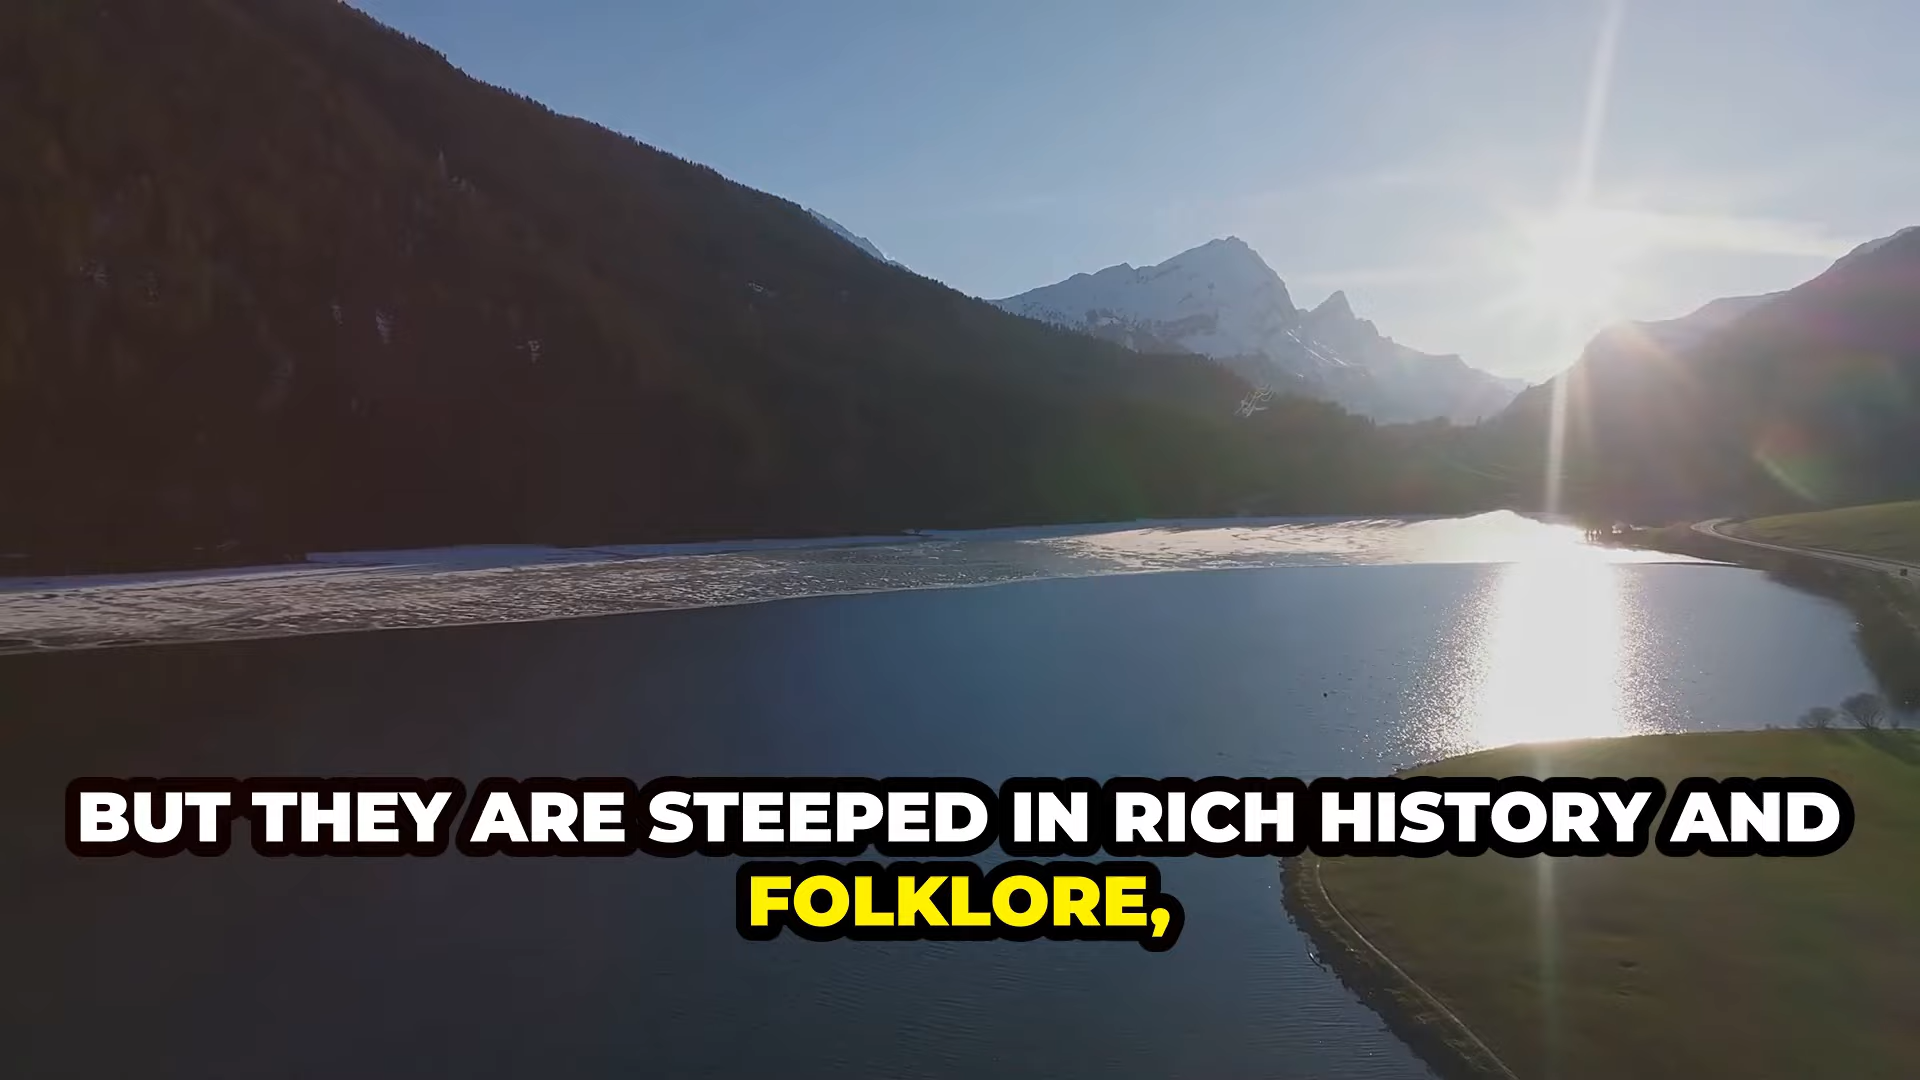 BUT THEY ARE STEEPED IN RICH HISTORY AND
FOLKLORE,